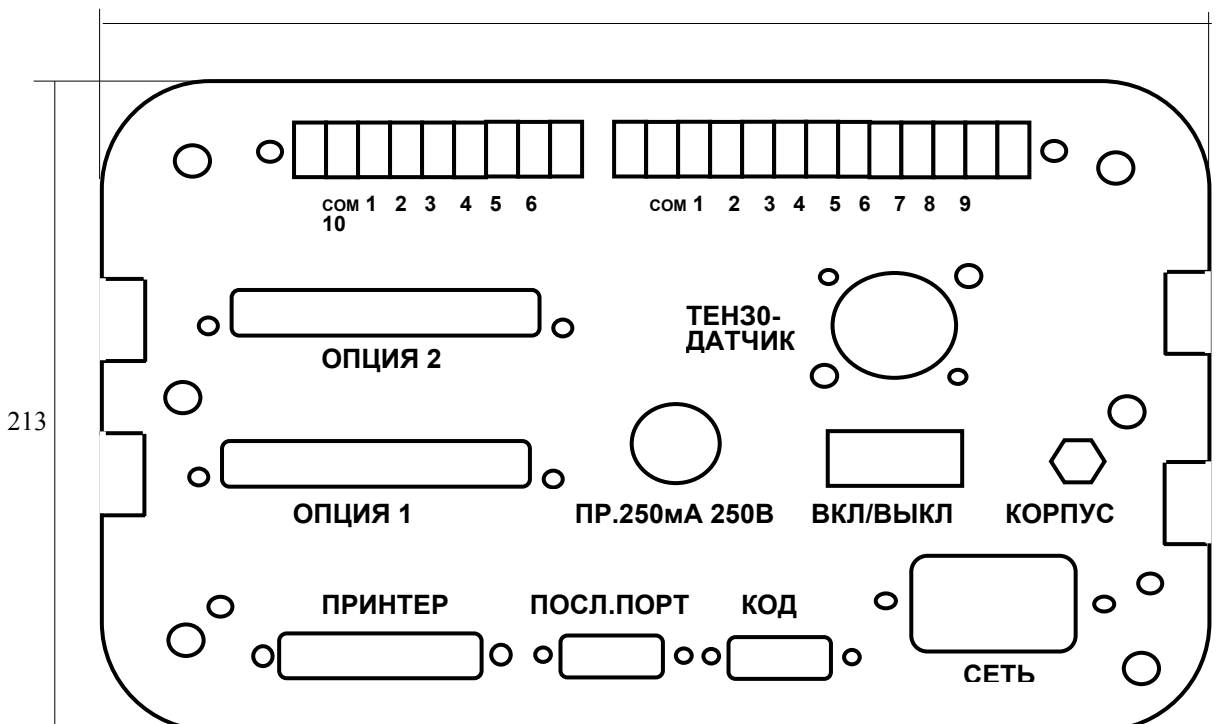 COM 1 2 3 4 5 6
10
COM 1 2 3 4 5 6 7 8 9
ТЕНЗ0-
ДАТЧИК
ОПЦИЯ 2
213
ОПЦИЯ 1
ПР.250мА 250В
ВКЛ/ВЫКЛ
КОРПУС
ПРИНТЕР
ПОСЛ.ПОРТ
КОД
СЕТЬ